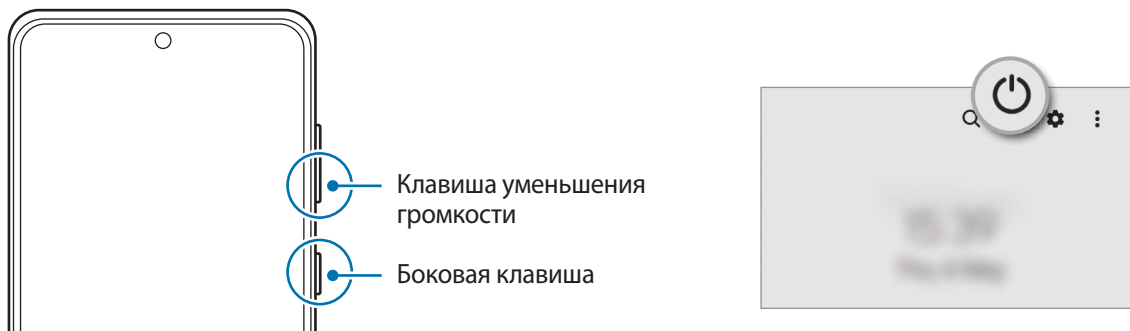 Клавиша уменьшения
громкости
Боковая клавиша